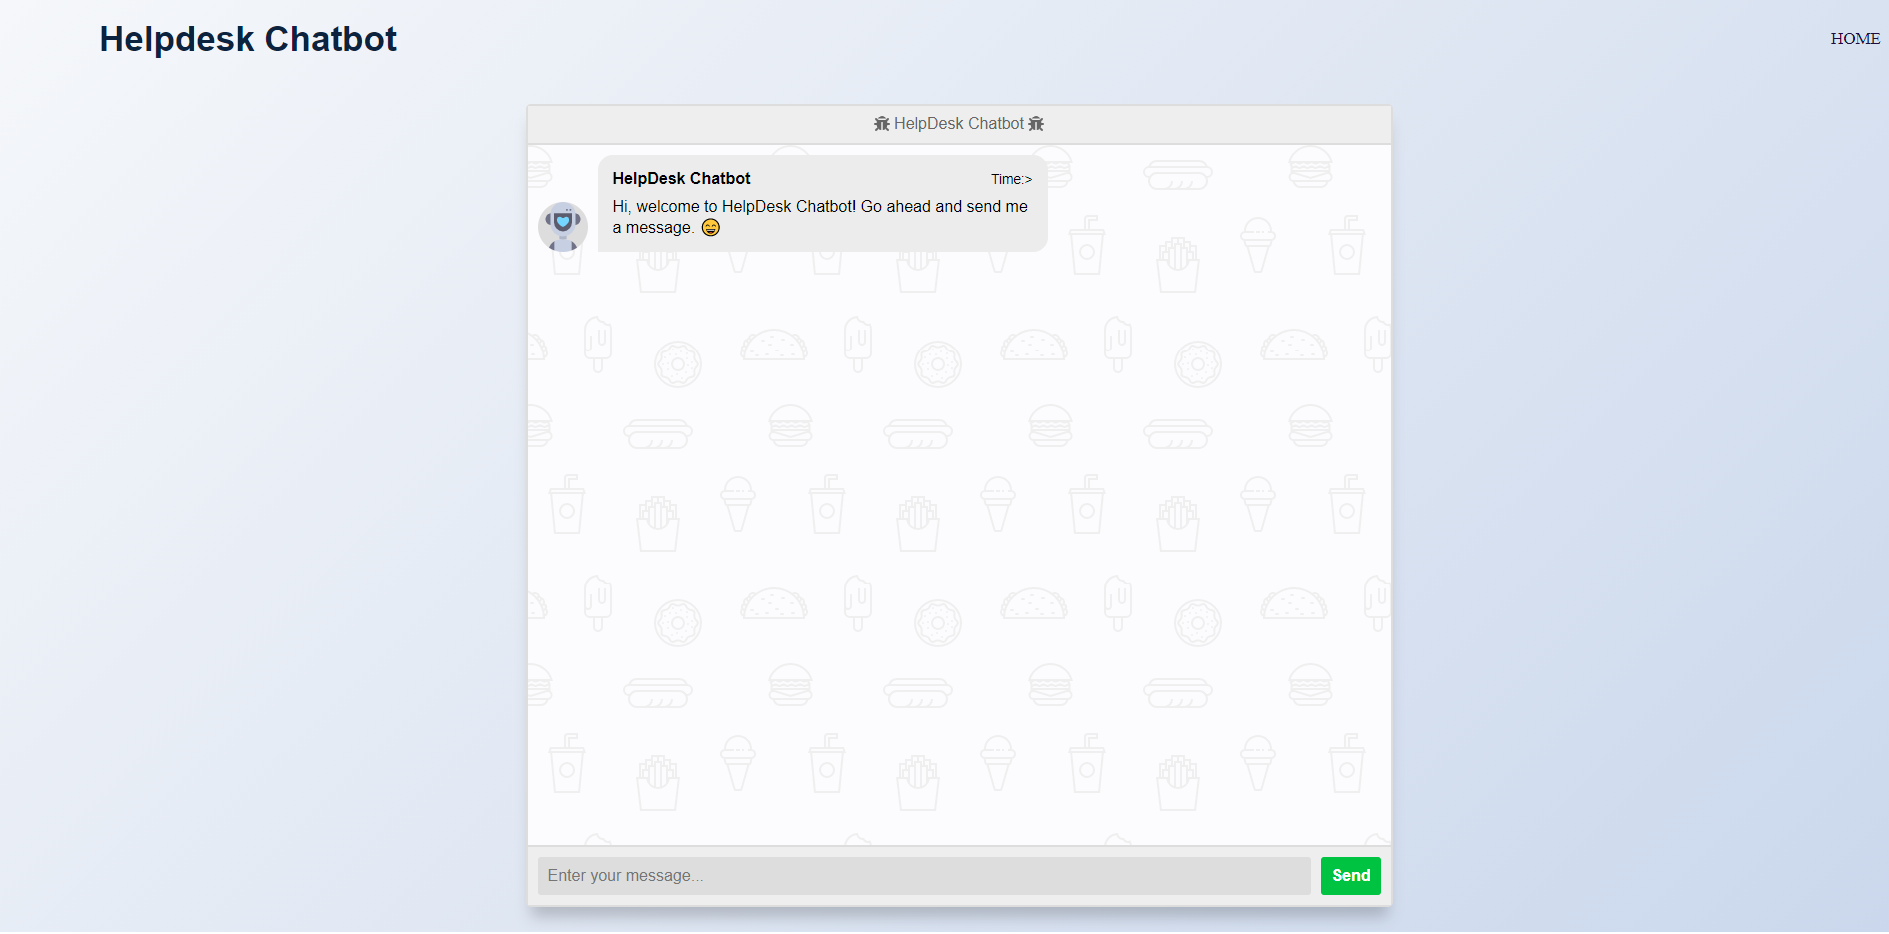 Helpdesk Chatbot
HOME
HelpDesk Chatbot
HelpDesk Chatbot
Time:>
Hi, welcome to HelpDesk Chatbot! Go ahead and send me
a message. 😄
Enter your message...
Send